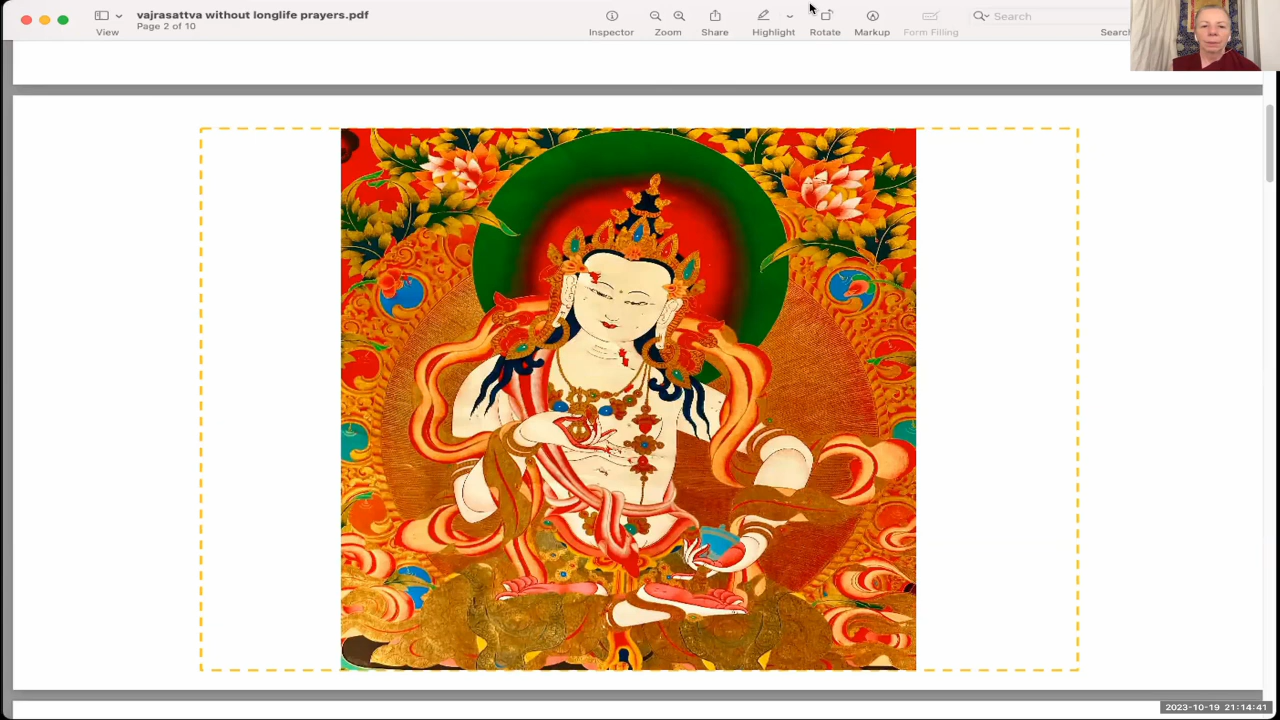 vajrasattva without longlife prayers.pdf
Page 2 of 10
View
Inspector
Zoom
Share
Highlight
Rotate
Markup
Form Filling
Search
Search
2023-10-19 21:14:41